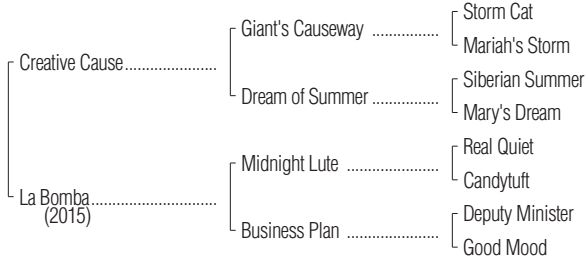 Creative Cause
La Bomba
(2015)
Giant's Causeway
Dream of Summer
Midnight Lute
Business Plan
Storm Cat
Mariah's Storm
Siberian Summer
Mary's Dream
Real Quiet
Candytuft
Deputy Minister
Good Mood